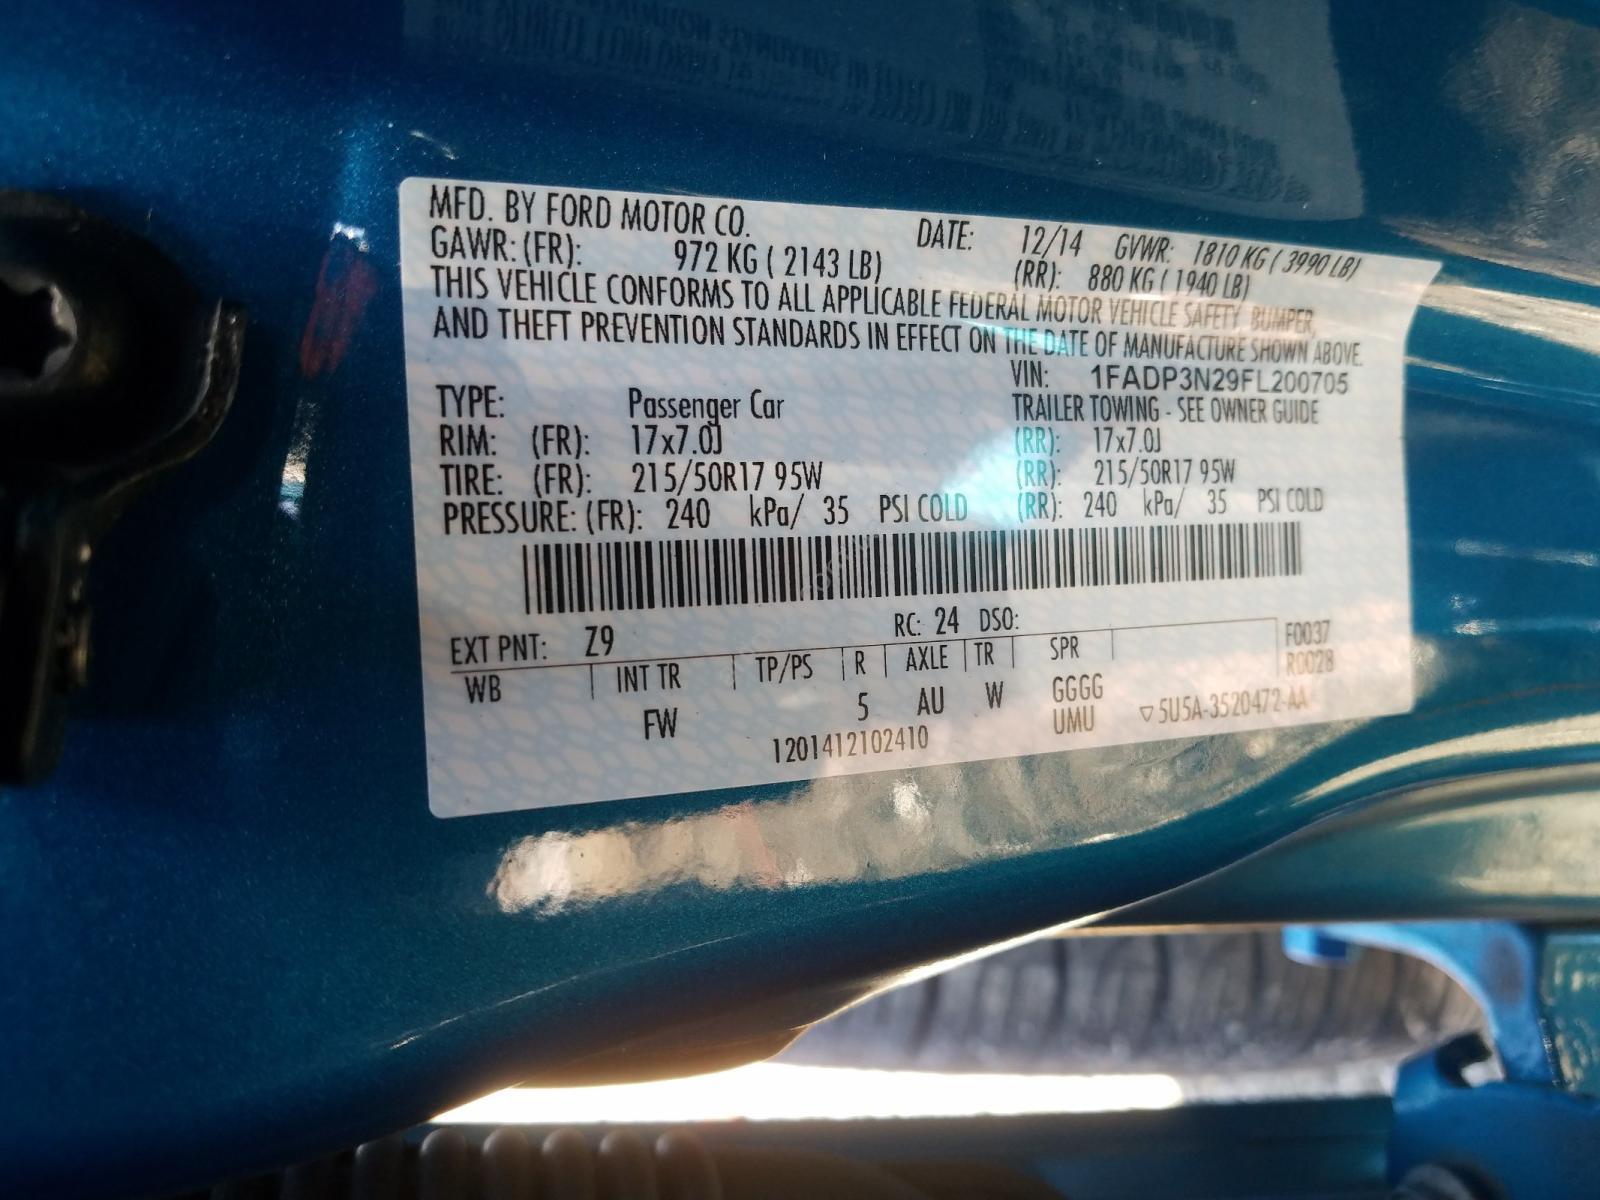 MFD. BY FORD MOTOR CO. DATE: 12/14 GVWR: 1810 KG ( 3990 LB)
GAWR: (FR): 972 KG ( 2143 LB) (RR): 880 KG ( 1940 LB)
THIS VEHICLE CONFORMS TO ALL APPLICABLE FEDERAL MOTOR VEHICLE SAFETY, BUMPER,
AND THEFT PREVENTION STANDARDS IN EFFECT ON THE DATE OF MANUFACTURE SHOWN ABOVE.
VIN: 1FADP3N29FL200705
TYPE: Passenger Car TRAILER TOWING - SEE OWNER GUIDE
RIM: (FR): 17x7.0J (RR): 17x7.0J
TIRE: (FR): 215/50R17 95W (RR): 215/50R17 95W
PRESSURE: (FR): 240 kPa/ 35 PSI COLD (RR): 240 kPa/ 35 PSI COLD
EXT PNT: Z9 RC: 24 DSO: F0037
WB INT TR TP/PS R AXLE TR SPR R0028
FW 5 AU W GGGG
UMU ▽5U5A-3520472-AA
1201412102410